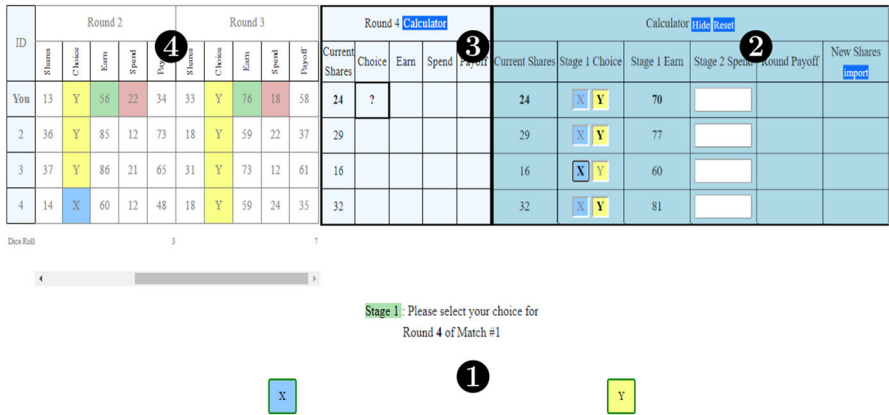 Round 2 Round 3 Round 4 Calculator Calculator Hide Reset
ID Shares Choice Earn Spend Shares Choice Earn Spend Payoff Current Shares Choice Earn Spend Current Shares Stage 1 Choice Stage 1 Earn Stage 2 Spend Round Payoff New Shares import
4 3 2
You 13 Y 56 22 34 33 Y 76 18 58 24 ? 24 X Y 70
2 36 Y 85 12 73 18 Y 59 22 37 29 29 X Y 77
3 37 Y 86 21 65 31 Y 73 12 61 16 16 X Y 60
4 14 X 60 12 48 18 Y 59 24 35 32 32 X Y 81
Dice Roll 3 7
Stage 1 : Please select your choice for
Round 4 of Match #1
1
X Y